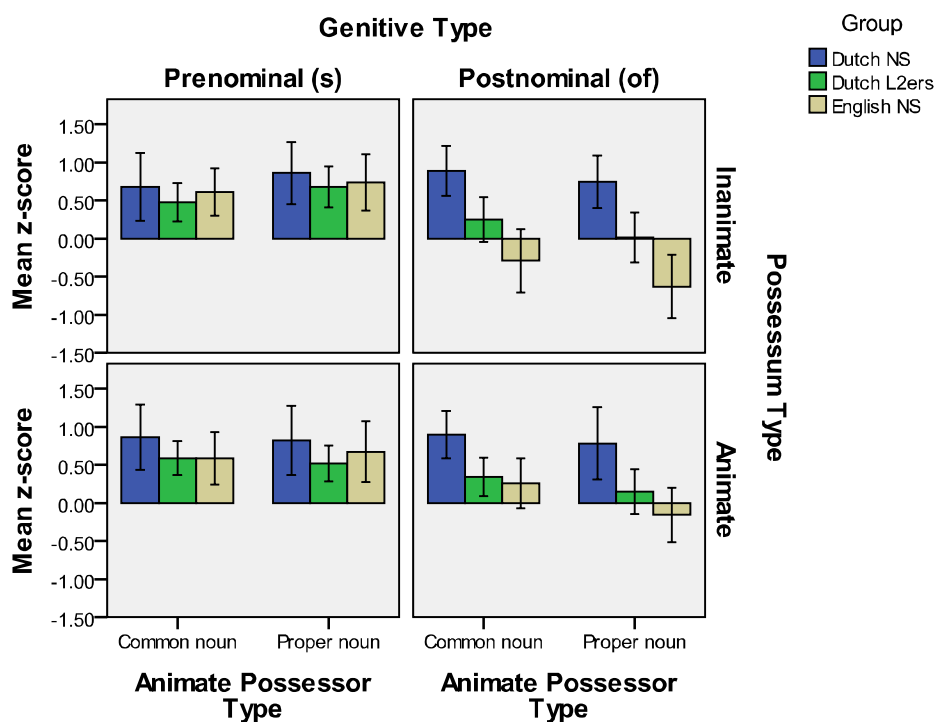 Genitive Type
Prenominal (s)
Postnominal (of)
Group
Dutch NS
Dutch L2ers
English NS
Mean z-score
1.50
1.00
0.50
0.00
-0.50
-1.00
-1.50
Inanimate
Possessum Type
Mean z-score
1.50
1.00
0.50
0.00
-0.50
-1.00
-1.50
Animate
Common noun
Proper noun
Common noun
Proper noun
Animate Possessor
Type
Animate Possessor
Type